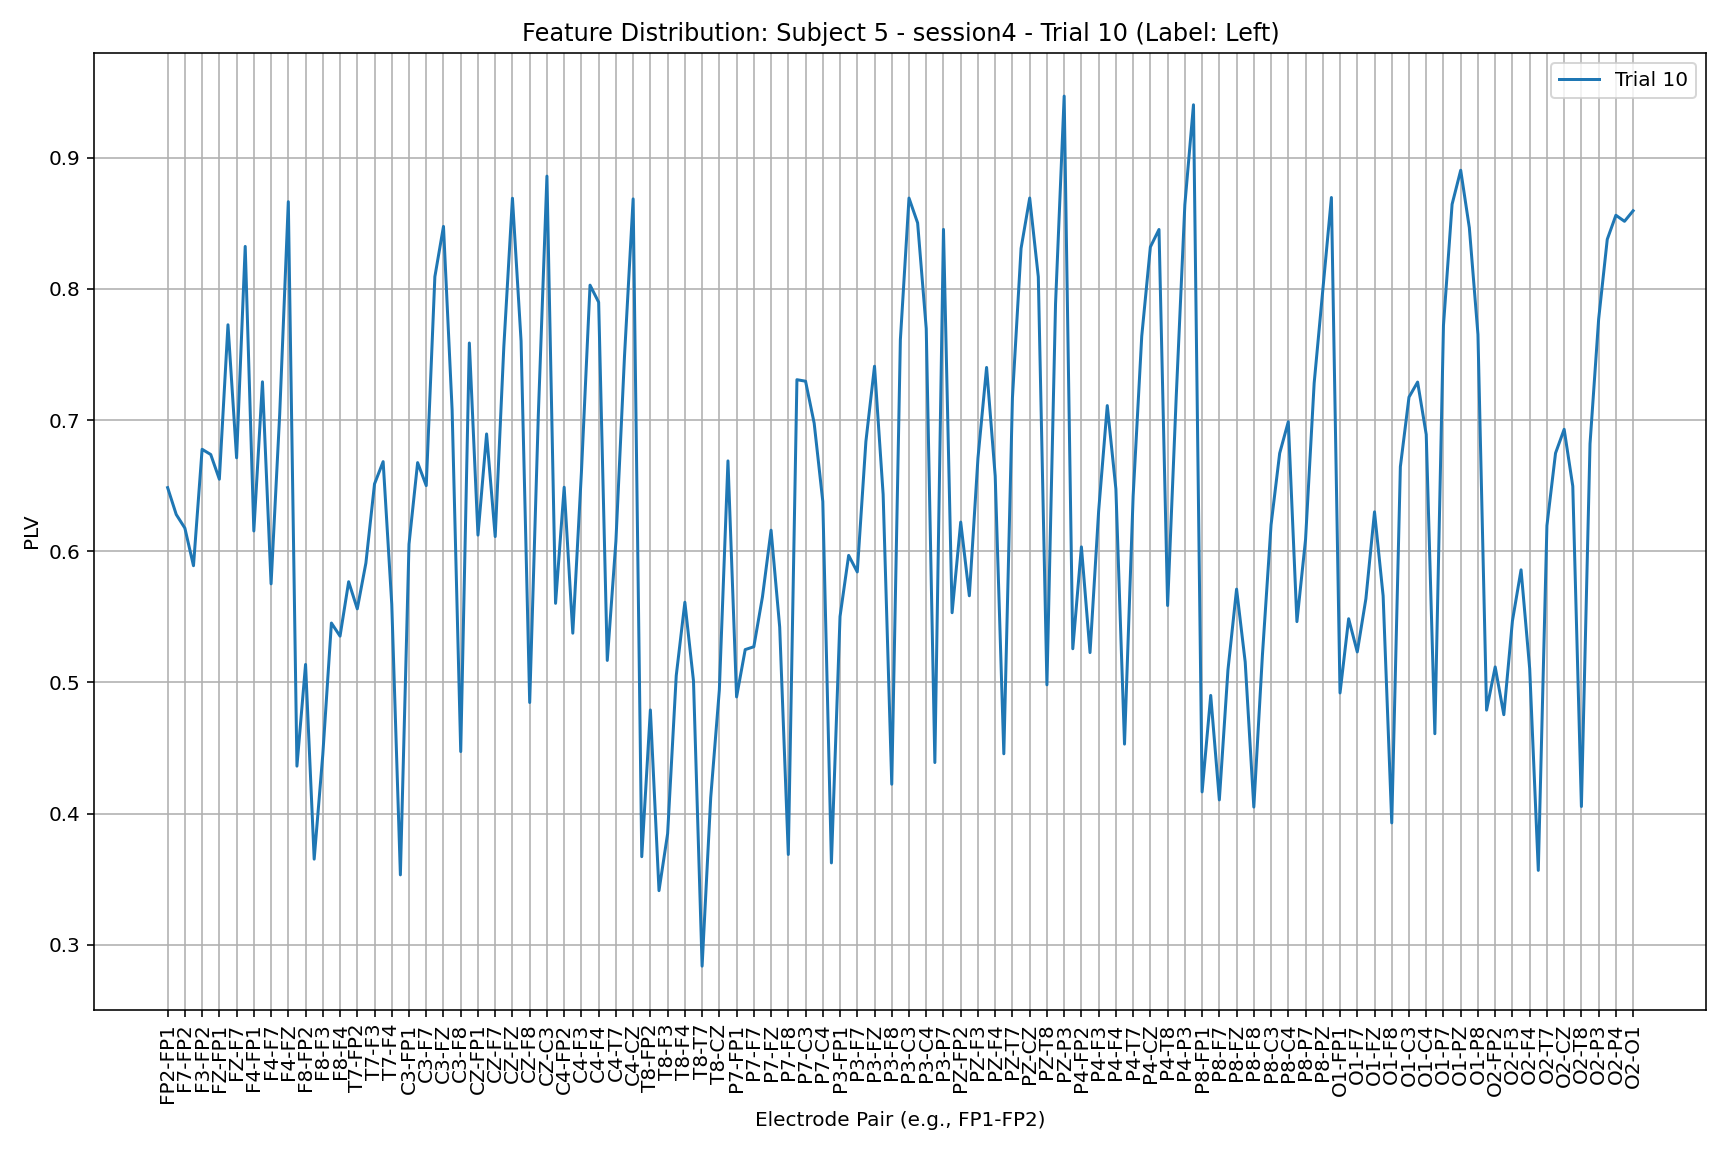 Feature Distribution: Subject 5 - session4 - Trial 10 (Label: Left)
Trial 10
PLV
0.9
0.8
0.7
0.6
0.5
0.4
0.3
FP2-FP1
F7-FP2
F3-FP2
FZ-FP1
FZ-F7
F4-FP1
F4-F7
F4-FZ
F8-FP2
F8-F3
F8-F4
T7-FP2
T7-F3
T7-F4
C3-FP1
C3-F7
C3-FZ
C3-F8
CZ-FP1
CZ-F7
CZ-FZ
CZ-F8
CZ-C3
C4-FP2
C4-F3
C4-F4
C4-T7
C4-CZ
T8-FP2
T8-F3
T8-F4
T8-T7
T8-CZ
P7-FP1
P7-F7
P7-FZ
P7-F8
P7-C3
P7-C4
P3-FP1
P3-F7
P3-FZ
P3-F8
P3-C3
P3-C4
P3-P7
PZ-FP2
PZ-F3
PZ-F4
PZ-T7
PZ-CZ
PZ-T8
PZ-P3
P4-FP2
P4-F3
P4-F4
P4-T7
P4-CZ
P4-T8
P4-P3
P8-FP1
P8-F7
P8-FZ
P8-F8
P8-C3
P8-C4
P8-P7
P8-PZ
O1-FP1
O1-F7
O1-FZ
O1-F8
O1-C3
O1-C4
O1-P7
O1-PZ
O1-P8
O2-FP2
O2-F3
O2-F4
O2-T7
O2-CZ
O2-T8
O2-P3
O2-P4
O2-O1
Electrode Pair (e.g., FP1-FP2)